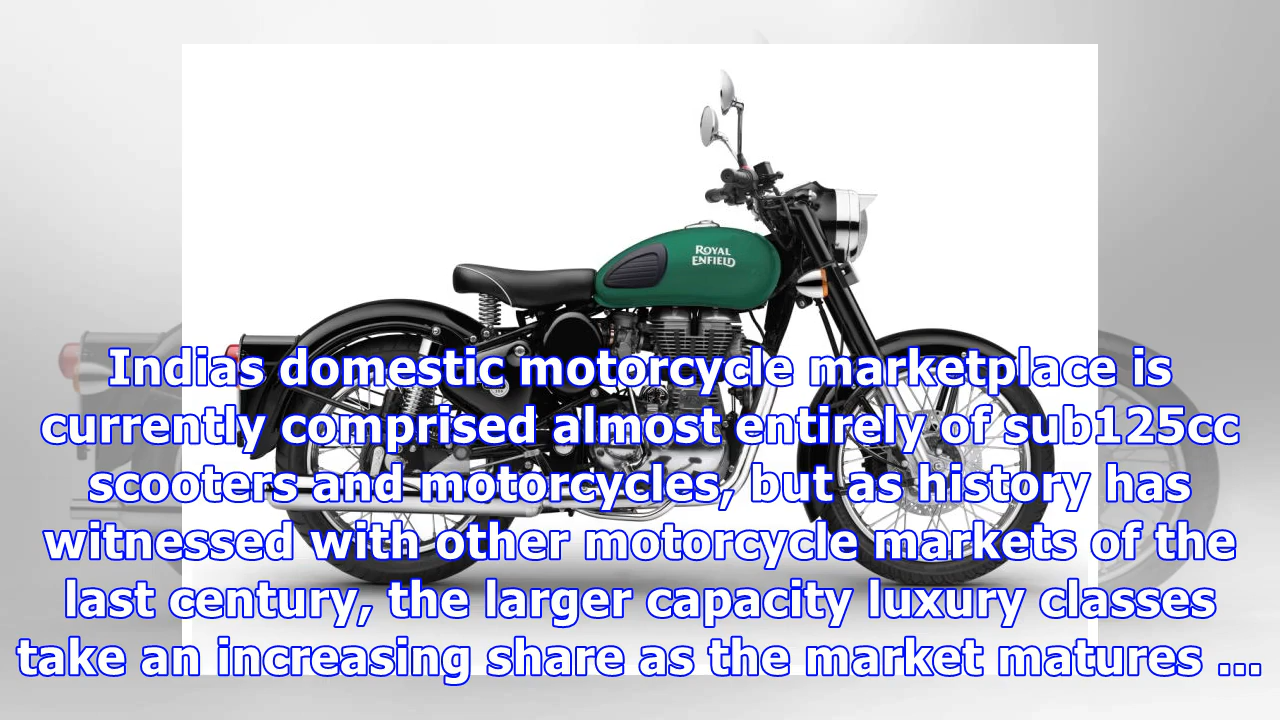 ROYAL
ENFIELD
Indias domestic motorcycle marketplace is
currently comprised almost entirely of sub125cc
scooters and motorcycles, but as history has
witnessed with other motorcycle markets of the
last century, the larger capacity luxury classes
take an increasing share as the market matures ...